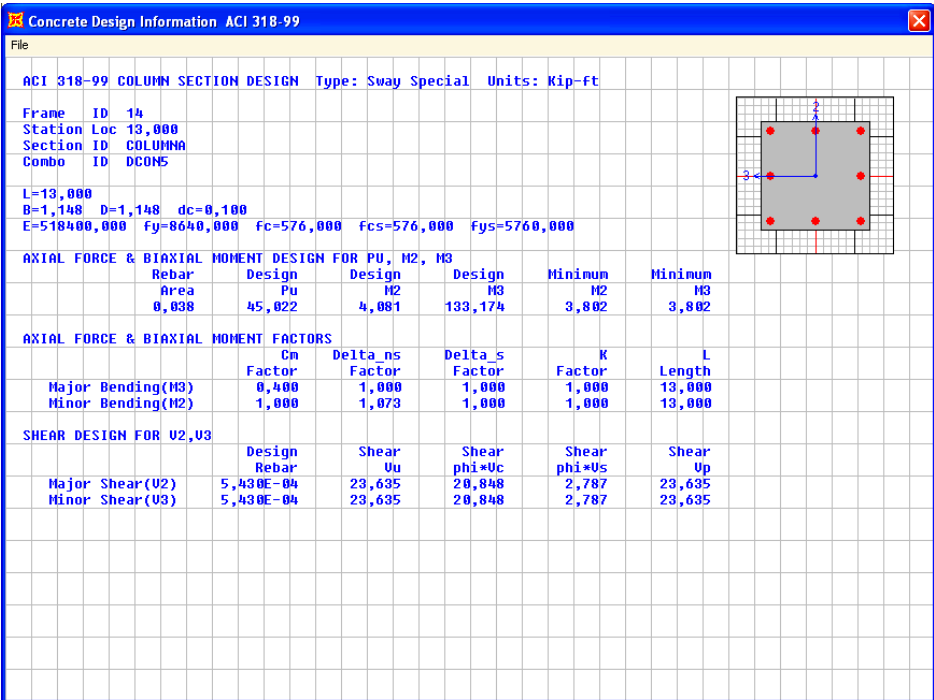 Concrete Design Information ACI 318-99
File
ACI 318-99 COLUMN SECTION DESIGN Type: Sway Special Units: Kip-ft
Frame ID 14
Station Loc 13,000
Section ID COLUMNA
Combo ID DCON5
L=13,000
B=1,148 D=1,148 dc=0,100
E=518400,000 fy=8640,000 fc=576,000 fcs=576,000 fys=5760,000
AXIAL FORCE & BIAXIAL MOMENT DESIGN FOR PU, M2, M3
Rebar Design Design Design Minimum Minimum
Area Pu M2 M3 M2 M3
0,038 45,022 4,081 133,174 3,802 3,802
AXIAL FORCE & BIAXIAL MOMENT FACTORS
Cm Delta_ns Delta_s K L
Factor Factor Factor Factor Length
Major Bending(M3) 0,400 1,000 1,000 1,000 13,000
Minor Bending(M2) 1,000 1,073 1,000 1,000 13,000
SHEAR DESIGN FOR V2,V3
Design Shear Shear Shear Shear
Rebar Vu phi*Vc phi*Vs Vp
Major Shear(V2) 5,430E-04 23,635 20,848 2,787 23,635
Minor Shear(V3) 5,430E-04 23,635 20,848 2,787 23,635
2
3